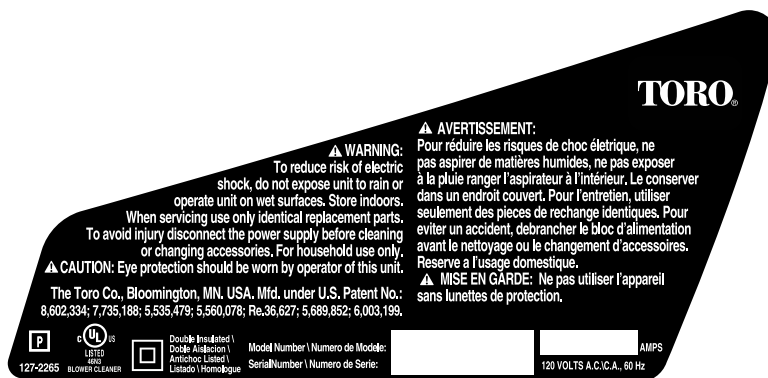 TORO®
⚠ WARNING:
To reduce risk of electric
shock, do not expose unit to rain or
operate unit on wet surfaces. Store indoors.
When servicing use only identical replacement parts.
To avoid injury disconnect the power supply before cleaning
or changing accessories. For household use only.
⚠ CAUTION: Eye protection should be worn by operator of this unit.
⚠ AVERTISSEMENT:
Pour réduire les risques de choc életrique, ne
pas aspirer de matières humides, ne pas exposer
à la pluie ranger l'aspirateur à l'intérieur. Le conserver
dans un endroit couvert. Pour l'entretien, utiliser
seulement des pieces de rechange identiques. Pour
eviter un accident, debrancher le bloc d'alimentation
avant le nettoyage ou le changement d'accessoires.
Reserve a l'usage domestique.
⚠ MISE EN GARDE: Ne pas utiliser l'appareil
sans lunettes de protection.
The Toro Co., Bloomington, MN. USA. Mfd. under U.S. Patent No.:
8,602,334; 7,735,188; 5,535,479; 5,560,078; Re.36,627; 5,689,852; 6,003,199.
P
127-2265
C UL US
LISTED
46N3
BLOWER CLEANER
Double Insulated \
Doble Aislacion \
Antichoc Listed \
Listado \ Homologue
Model Number \ Numero de Modele:
SerialNumber \ Numero de Serie:
AMPS
120 VOLTS A.C.\C.A., 60 Hz